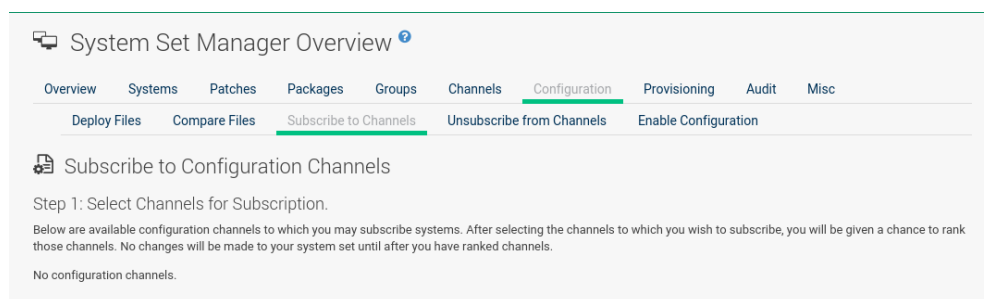 System Set Manager Overview ?
Overview Systems Patches Packages Groups Channels Configuration Provisioning Audit Misc
Deploy Files Compare Files Subscribe to Channels Unsubscribe from Channels Enable Configuration
Subscribe to Configuration Channels
Step 1: Select Channels for Subscription.
Below are available configuration channels to which you may subscribe systems. After selecting the channels to which you wish to subscribe, you will be given a chance to rank
those channels. No changes will be made to your system set until after you have ranked channels.
No configuration channels.